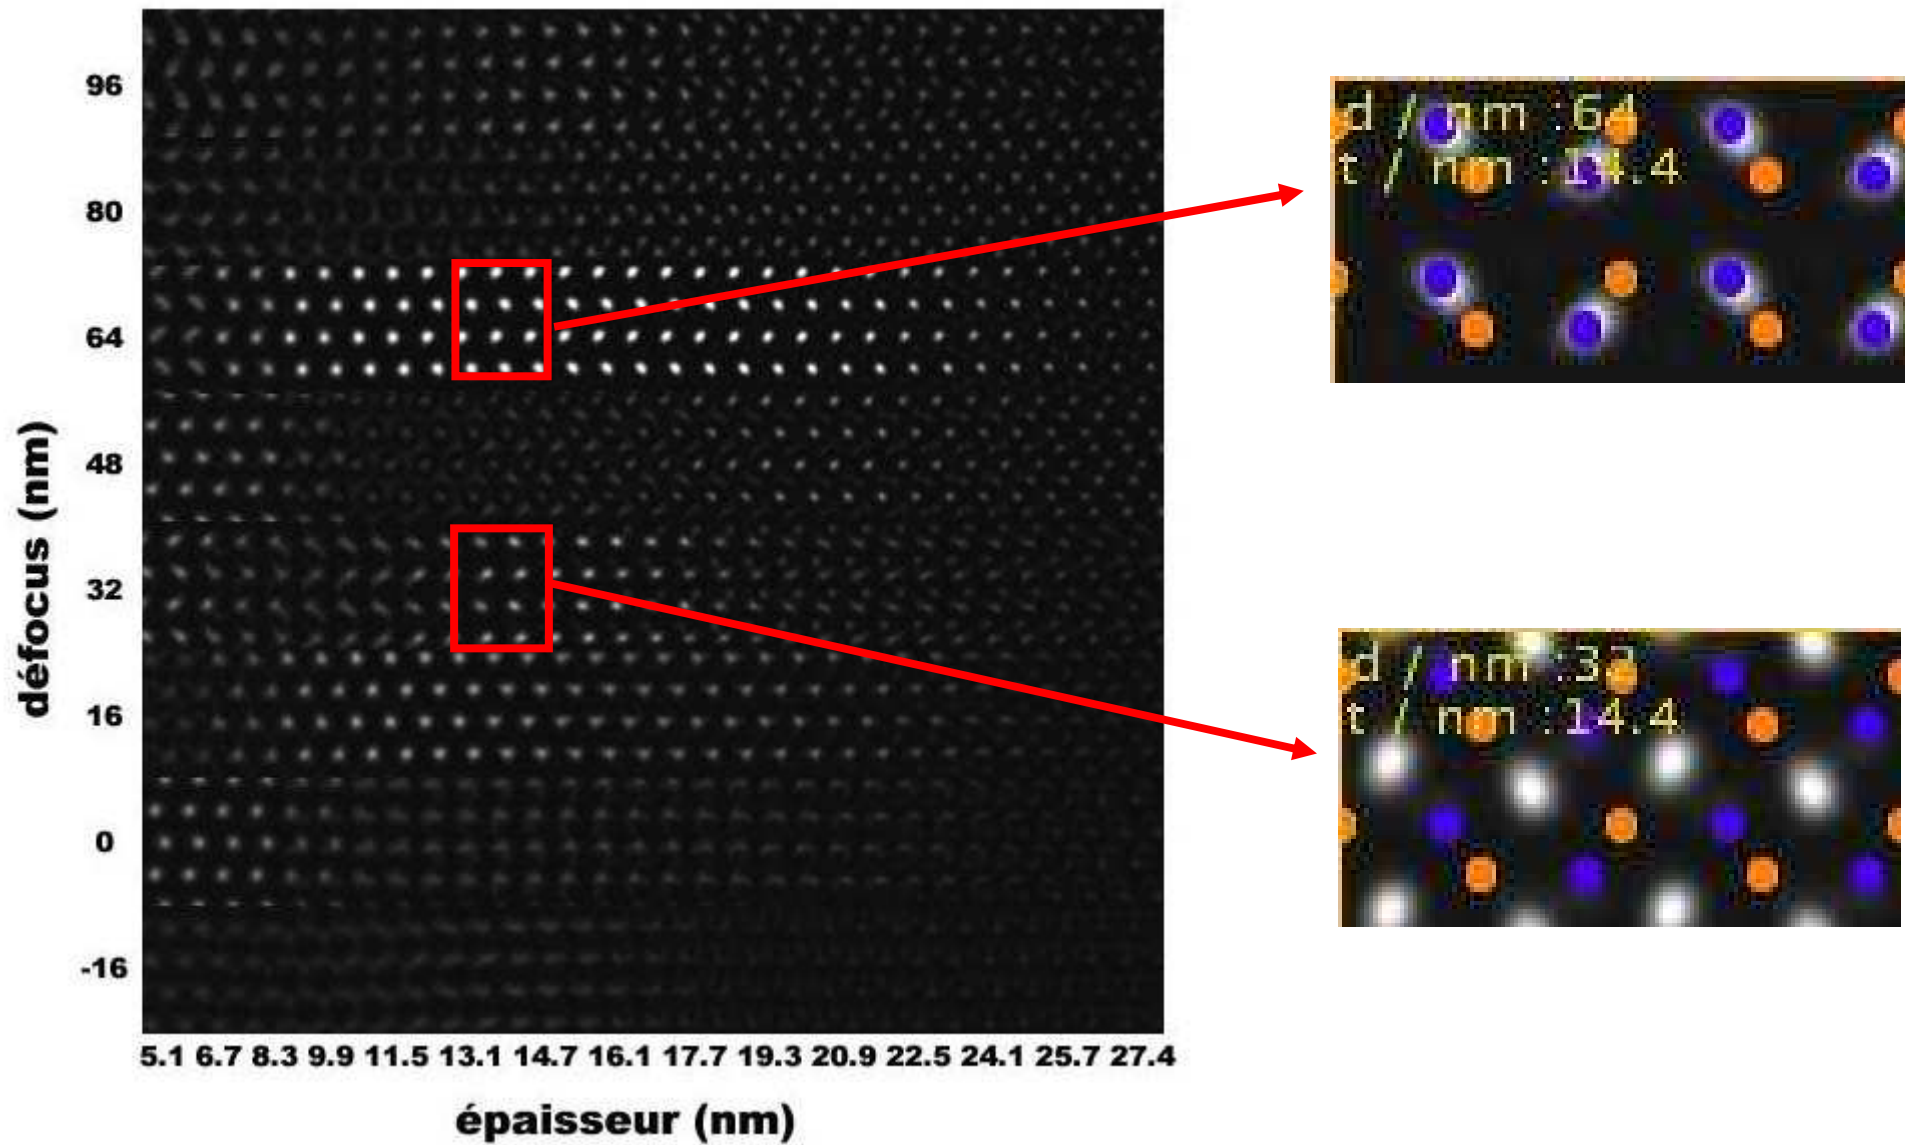 96
80
64
48
32
16
0
-16
défocus (nm)
5.1 6.7 8.3 9.9 11.5 13.1 14.7 16.1 17.7 19.3 20.9 22.5 24.1 25.7 27.4
épaisseur (nm)
d / nm :64
t / nm :14.4
d / nm :32
t / nm :14.4